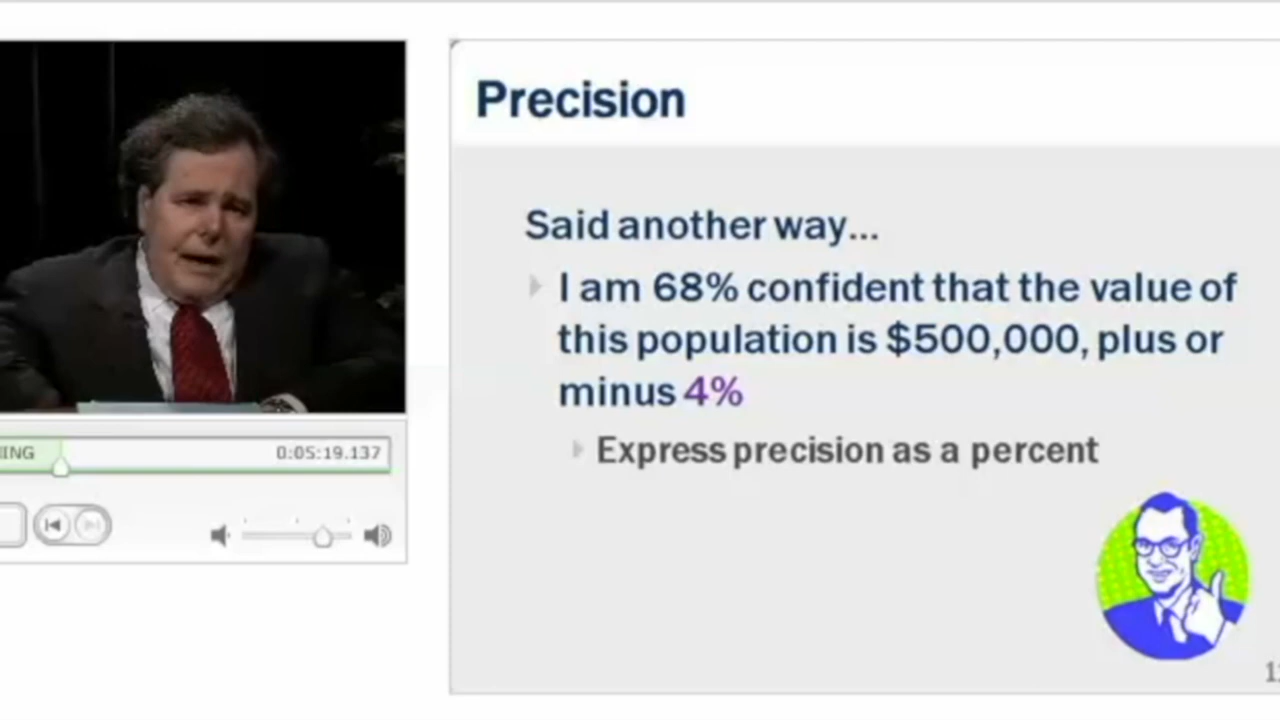 Precision
Said another way...
I am 68% confident that the value of
this population is $500,000, plus or
minus 4%
Express precision as a percent
ING
0:05:19.137